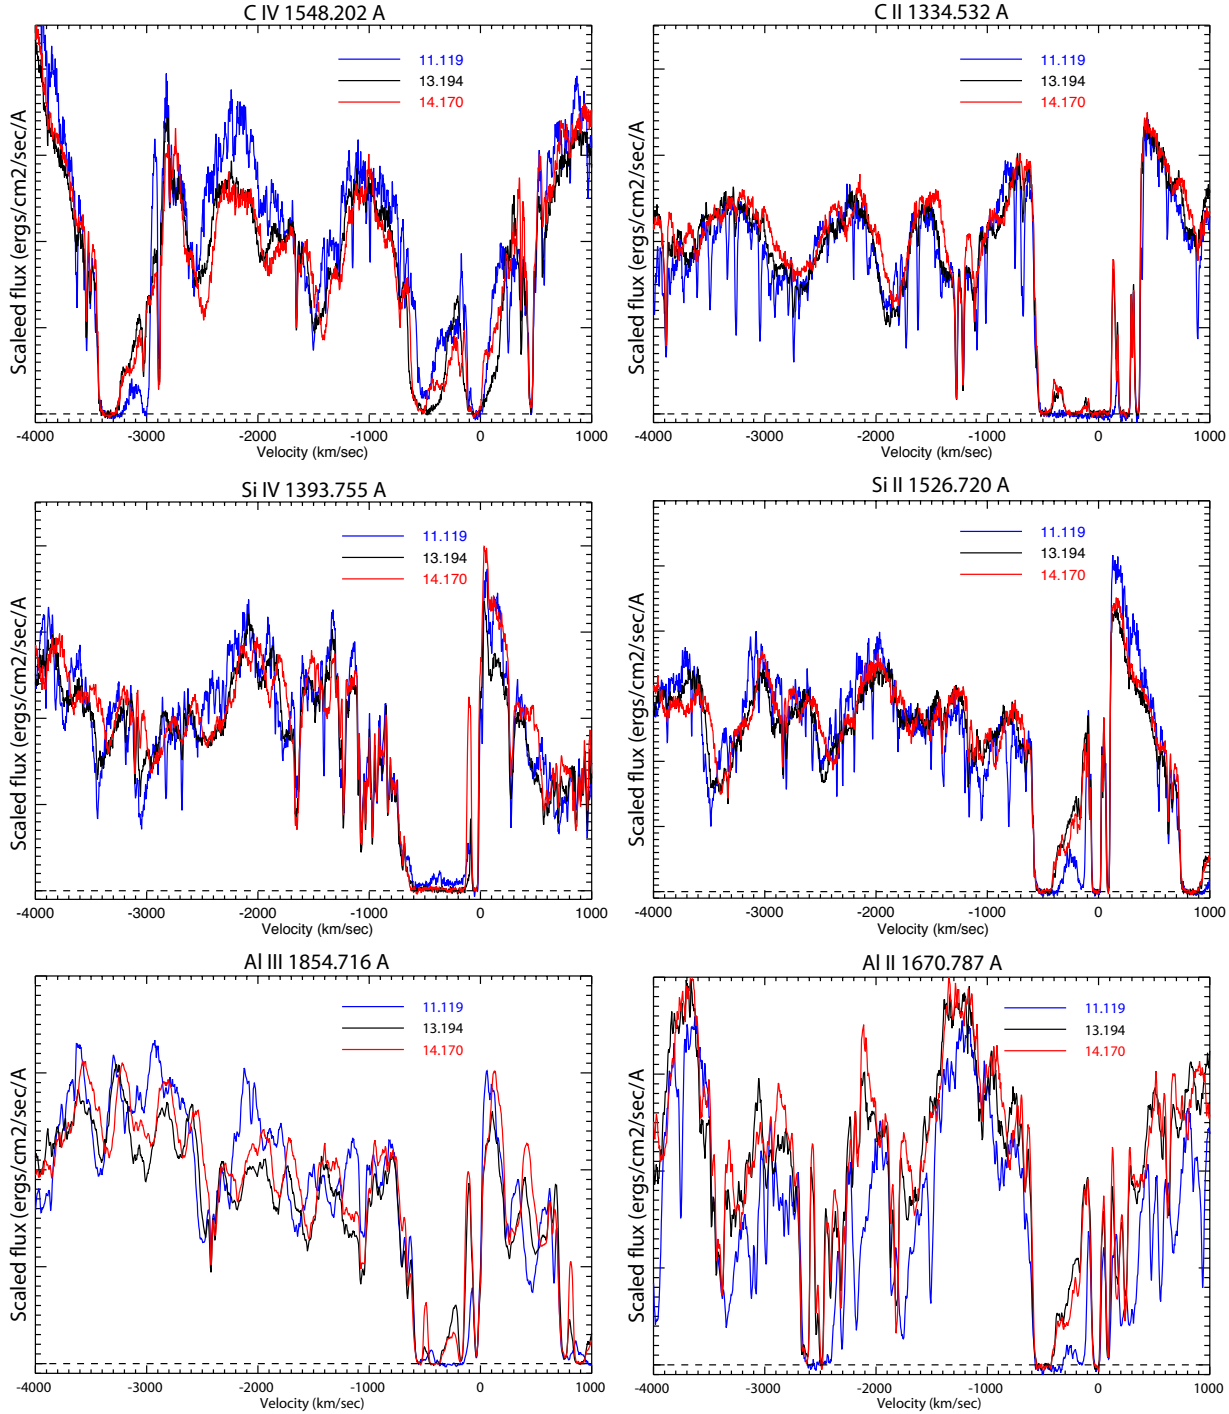 C IV 1548.202 A
11.119
13.194
14.170
Scaleed flux (ergs/cm2/sec/A
-4000 -3000 -2000 -1000 0 1000
Velocity (km/sec)
C II 1334.532 A
11.119
13.194
14.170
Scaled flux (ergs/cm2/sec/A
-4000 -3000 -2000 -1000 0 1000
Velocity (km/sec)
Si IV 1393.755 A
11.119
13.194
14.170
Scaled flux (ergs/cm2/sec/A
-4000 -3000 -2000 -1000 0 1000
Velocity (km/sec)
Si II 1526.720 A
11.119
13.194
14.170
Scaled flux (ergs/cm2/sec/A
-4000 -3000 -2000 -1000 0 1000
Velocity (km/sec)
Al III 1854.716 A
11.119
13.194
14.170
Scaled flux (ergs/cm2/sec/A
-4000 -3000 -2000 -1000 0 1000
Velocity (km/sec)
Al II 1670.787 A
11.119
13.194
14.170
Scaled flux (ergs/cm2/sec/A
-4000 -3000 -2000 -1000 0 1000
Velocity (km/sec)